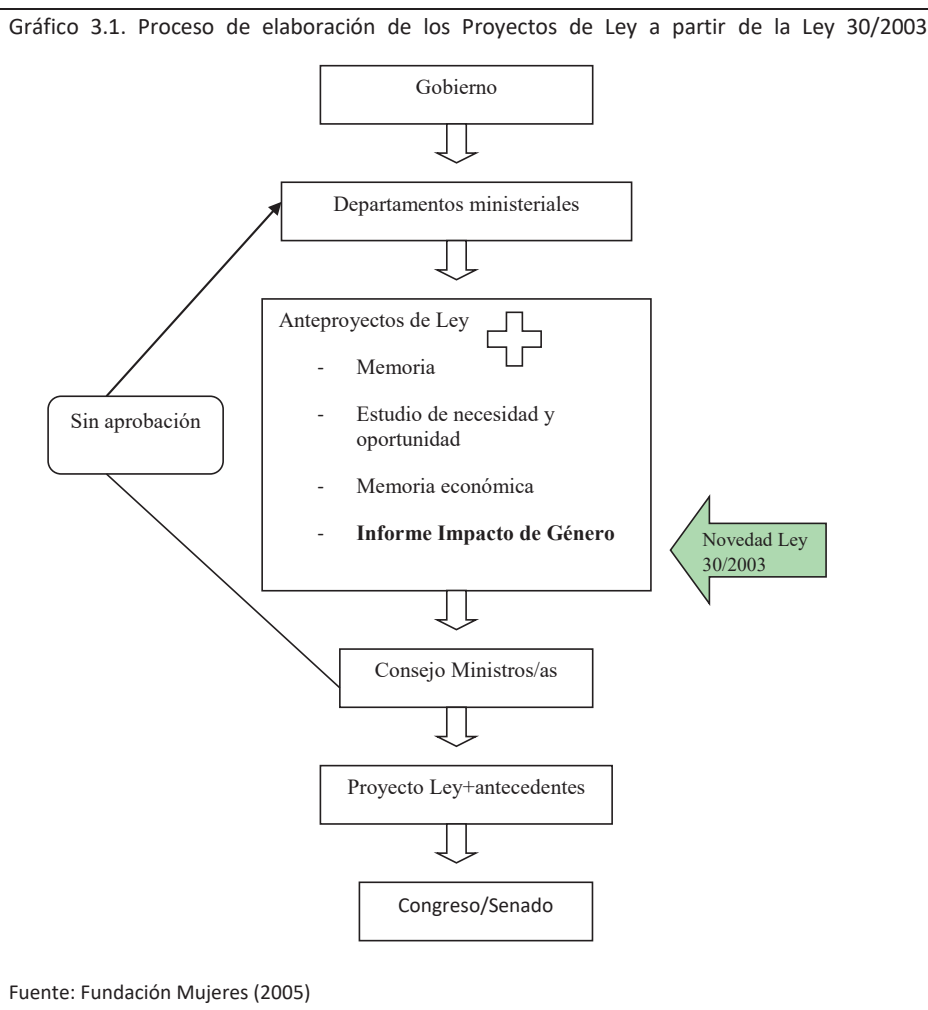 Gráfico 3.1. Proceso de elaboración de los Proyectos de Ley a partir de la Ley 30/2003
Gobierno
Departamentos ministeriales
Anteproyectos de Ley
- Memoria
- Estudio de necesidad y
oportunidad
- Memoria económica
- Informe Impacto de Género
Sin aprobación
Novedad Ley
30/2003
Consejo Ministros/as
Proyecto Ley+antecedentes
Congreso/Senado
Fuente: Fundación Mujeres (2005)